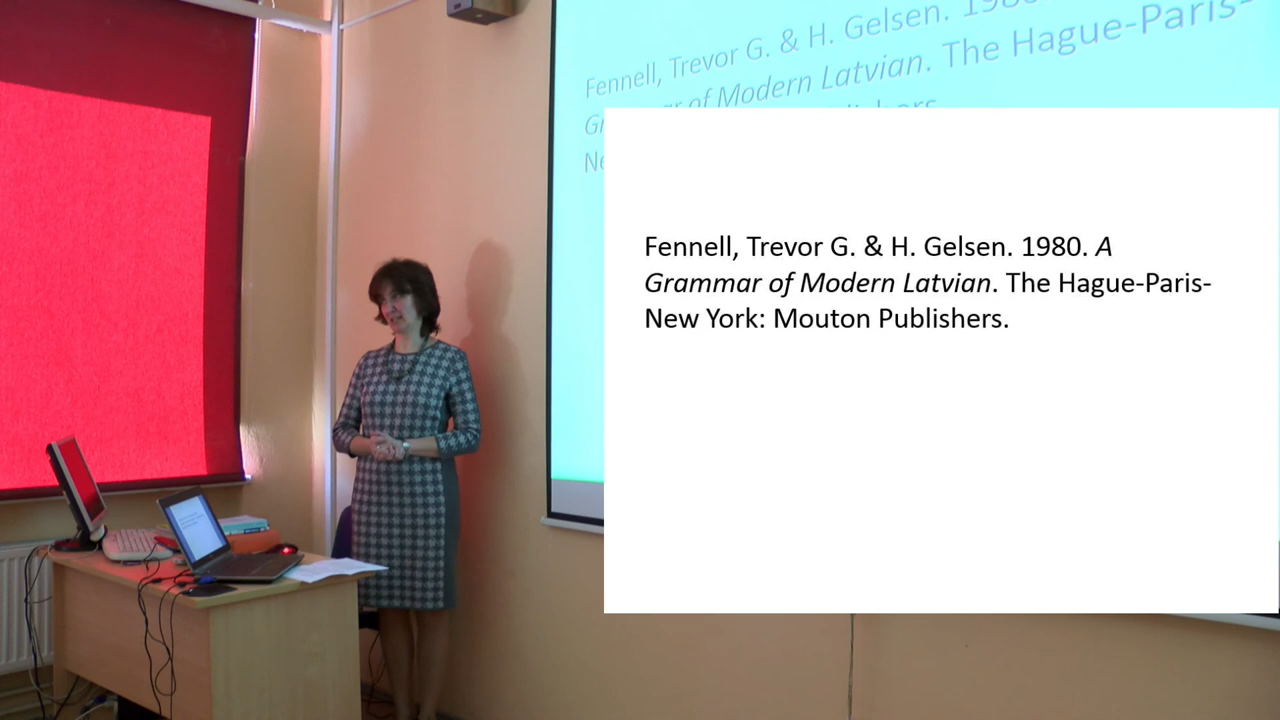 Fennell, Trevor G. & H. Gelsen. 198
ar of Modern Latvian. The Hague-Paris-
Fennell, Trevor G. & H. Gelsen. 1980. A
Grammar of Modern Latvian. The Hague-Paris-
New York: Mouton Publishers.